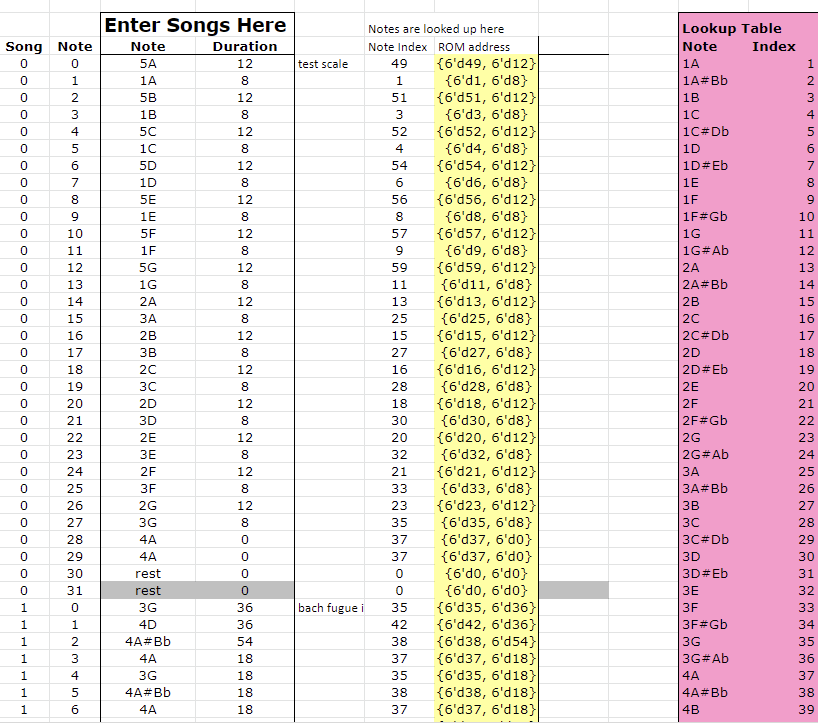 Enter Songs Here Notes are looked up here Lookup Table
Song Note Note Duration Note Index ROM address Note Index
0 0 5A 12 test scale 49 {6'd49, 6'd12} 1A 1
0 1 1A 8 1 {6'd1, 6'd8} 1A#Bb 2
0 2 5B 12 51 {6'd51, 6'd12} 1B 3
0 3 1B 8 3 {6'd3, 6'd8} 1C 4
0 4 5C 12 52 {6'd52, 6'd12} 1C#Db 5
0 5 1C 8 4 {6'd4, 6'd8} 1D 6
0 6 5D 12 54 {6'd54, 6'd12} 1D#Eb 7
0 7 1D 8 6 {6'd6, 6'd8} 1E 8
0 8 5E 12 56 {6'd56, 6'd12} 1F 9
0 9 1E 8 8 {6'd8, 6'd8} 1F#Gb 10
0 10 5F 12 57 {6'd57, 6'd12} 1G 11
0 11 1F 8 9 {6'd9, 6'd8} 1G#Ab 12
0 12 5G 12 59 {6'd59, 6'd12} 2A 13
0 13 1G 8 11 {6'd11, 6'd8} 2A#Bb 14
0 14 2A 12 13 {6'd13, 6'd12} 2B 15
0 15 3A 8 25 {6'd25, 6'd8} 2C 16
0 16 2B 12 15 {6'd15, 6'd12} 2C#Db 17
0 17 3B 8 27 {6'd27, 6'd8} 2D 18
0 18 2C 12 16 {6'd16, 6'd12} 2D#Eb 19
0 19 3C 8 28 {6'd28, 6'd8} 2E 20
0 20 2D 12 18 {6'd18, 6'd12} 2F 21
0 21 3D 8 30 {6'd30, 6'd8} 2F#Gb 22
0 22 2E 12 20 {6'd20, 6'd12} 2G 23
0 23 3E 8 32 {6'd32, 6'd8} 2G#Ab 24
0 24 2F 12 21 {6'd21, 6'd12} 3A 25
0 25 3F 8 33 {6'd33, 6'd8} 3A#Bb 26
0 26 2G 12 23 {6'd23, 6'd12} 3B 27
0 27 3G 8 35 {6'd35, 6'd8} 3C 28
0 28 4A 0 37 {6'd37, 6'd0} 3C#Db 29
0 29 4A 0 37 {6'd37, 6'd0} 3D 30
0 30 rest 0 0 {6'd0, 6'd0} 3D#Eb 31
0 31 rest 0 0 {6'd0, 6'd0} 3E 32
1 0 3G 36 bach fugue i 35 {6'd35, 6'd36} 3F 33
1 1 4D 36 42 {6'd42, 6'd36} 3F#Gb 34
1 2 4A#Bb 54 38 {6'd38, 6'd54} 3G 35
1 3 4A 18 37 {6'd37, 6'd18} 3G#Ab 36
1 4 3G 18 35 {6'd35, 6'd18} 4A 37
1 5 4A#Bb 18 38 {6'd38, 6'd18} 4A#Bb 38
1 6 4A 18 37 {6'd37, 6'd18} 4B 39